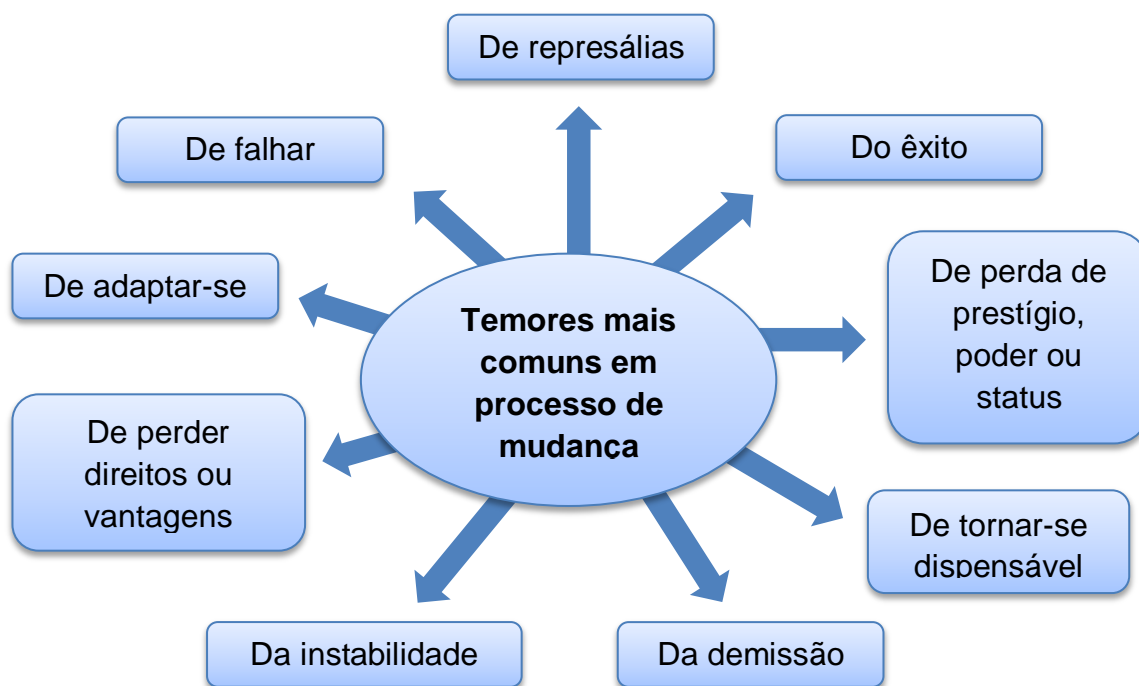 De represálias
De falhar
Do êxito
De adaptar-se
De perda de
prestígio,
poder ou
status
Temores mais
comuns em
processo de
mudança
De perder
direitos ou
vantagens
De tornar-se
dispensável
Da instabilidade
Da demissão